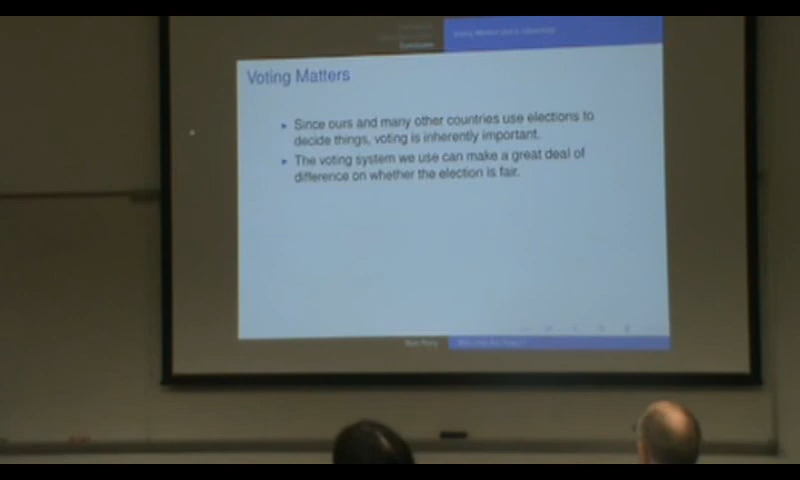 Voting Matters
Since ours and many other countries use elections to
decide things, voting is inherently important.
The voting system we use can make a great deal of
difference on whether the election is fair.